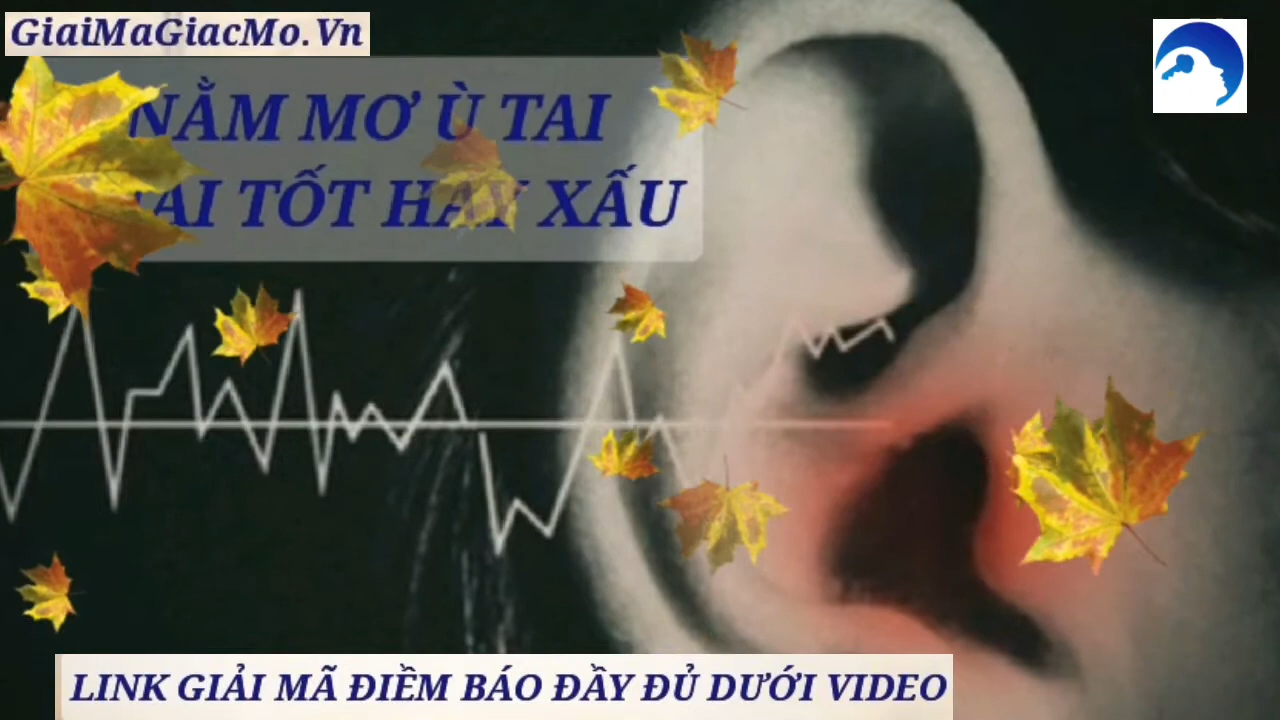 GiaiMaGiacMo.Vn
NẰM MƠ Ù TAI
TỐT HAY XẤU
LINK GIẢI MÃ ĐIỀM BÁO ĐẦY ĐỦ DƯỚI VIDEO